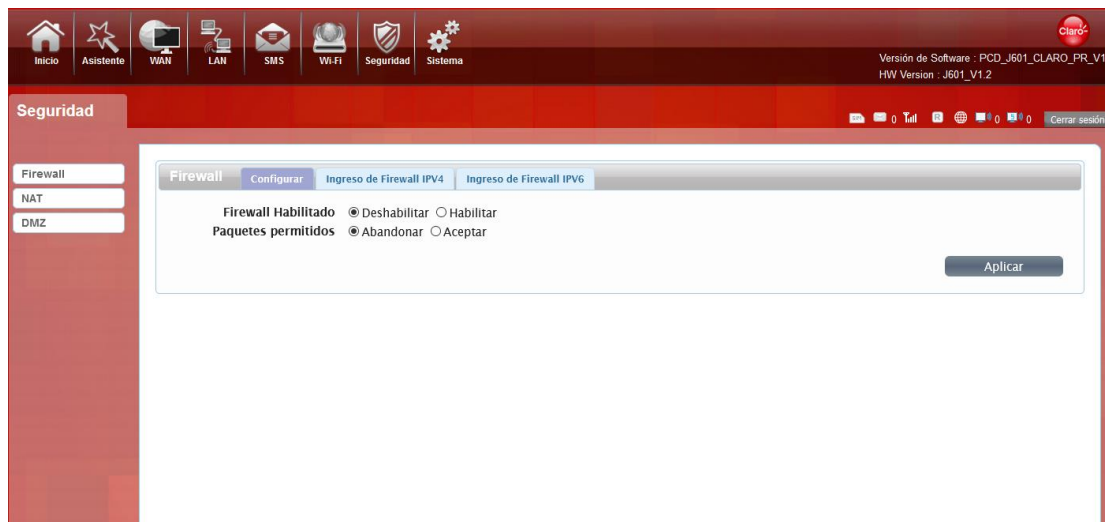 Inicio Asistente WAN LAN SMS Wi-Fi Seguridad Sistema
Claro
Versión de Software : PCD_J601_CLARO_PR_V1
HW Version : J601_V1.2
Seguridad
0 R 0 0 Cerrar sesión
Firewall
NAT
DMZ
Firewall Configurar Ingreso de Firewall IPV4 Ingreso de Firewall IPV6
Firewall Habilitado Deshabilitar Habilitar
Paquetes permitidos Abandonar Aceptar
Aplicar